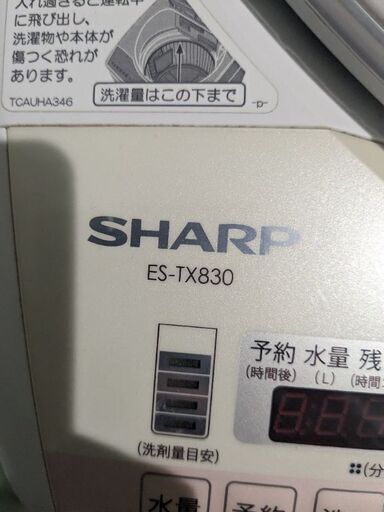 入れ過ぎると運転中
に飛び出し、
洗濯物や本体が
傷つく恐れが
あります。
TCAUHA346
洗濯量はこの下まで
SHARP
ES-TX830
予約 水量 残
(時間後) (L) (時間
(洗剤量目安)
(分
水量 予約